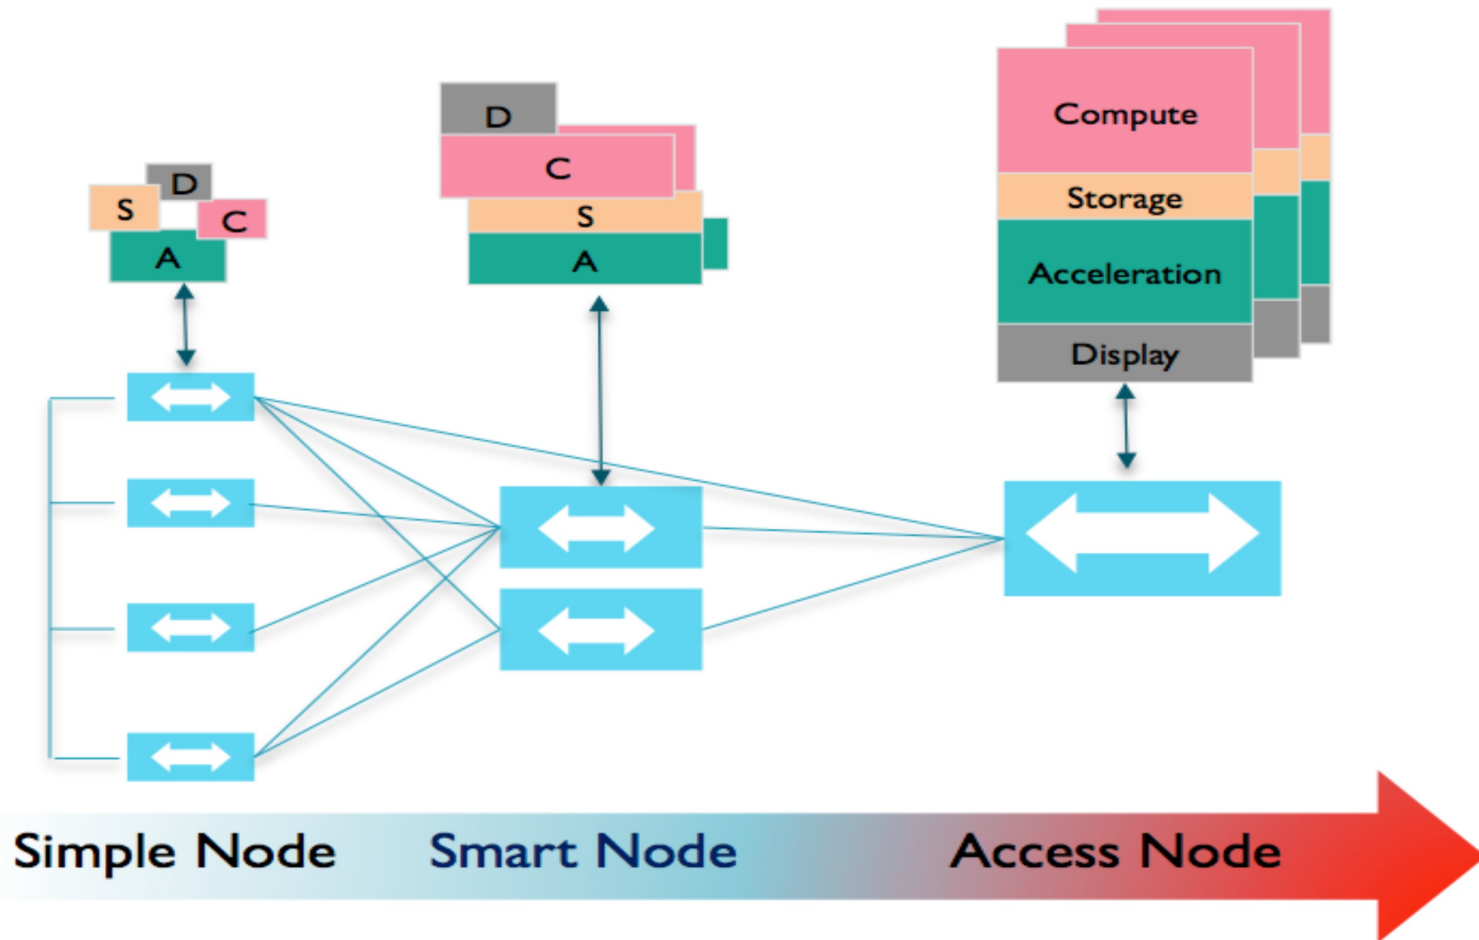 D
S
C
A
D
C
S
A
Compute
Storage
Acceleration
Display
Simple Node
Smart Node
Access Node